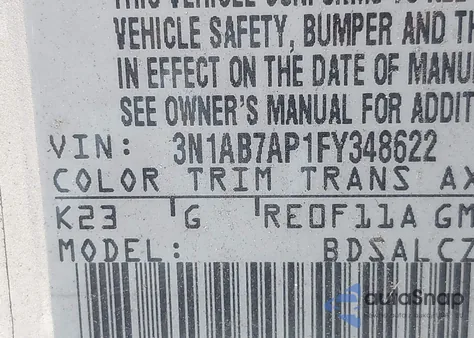 VEHICLE SAFETY, BUMPER AND TH
IN EFFECT ON THE DATE OF MANU
SEE OWNER'S MANUAL FOR ADDIT
VIN: 3N1AB7AP1FY348622
COLOR TRIM TRANS AX
K23 G RE0F11A GM
MODEL: BDSALCZ
autoSnap